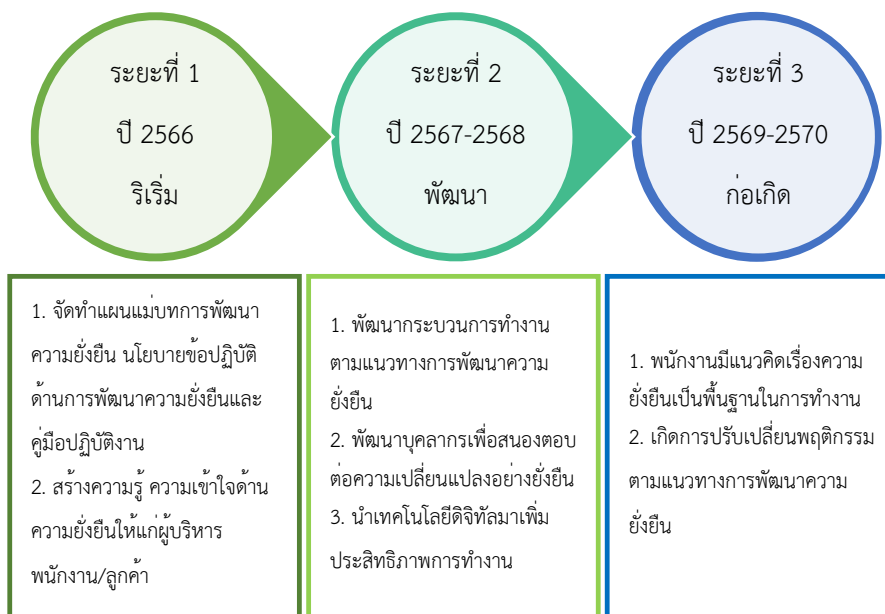 ระยะที่ 1
ปี 2566
ริเริ่ม
ระยะที่ 2
ปี 2567-2568
พัฒนา
ระยะที่ 3
ปี 2569-2570
ก่อเกิด
1. จัดทำแผนแม่บทการพัฒนา
ความยั่งยืน นโยบายข้อปฏิบัติ
ด้านการพัฒนาความยั่งยืนและ
คู่มือปฏิบัติงาน
2. สร้างความรู้ ความเข้าใจด้าน
ความยั่งยืนให้แก่ผู้บริหาร
พนักงาน/ลูกค้า
1. พัฒนากระบวนการทำงาน
ตามแนวทางการพัฒนาความ
ยั่งยืน
2. พัฒนาบุคลากรเพื่อสนองตอบ
ต่อความเปลี่ยนแปลงอย่างยั่งยืน
3. นำเทคโนโลยีดิจิทัลมาเพิ่ม
ประสิทธิภาพการทำงาน
1. พนักงานมีแนวคิดเรื่องความ
ยั่งยืนเป็นพื้นฐานในการทำงาน
2. เกิดการปรับเปลี่ยนพฤติกรรม
ตามแนวทางการพัฒนาความ
ยั่งยืน